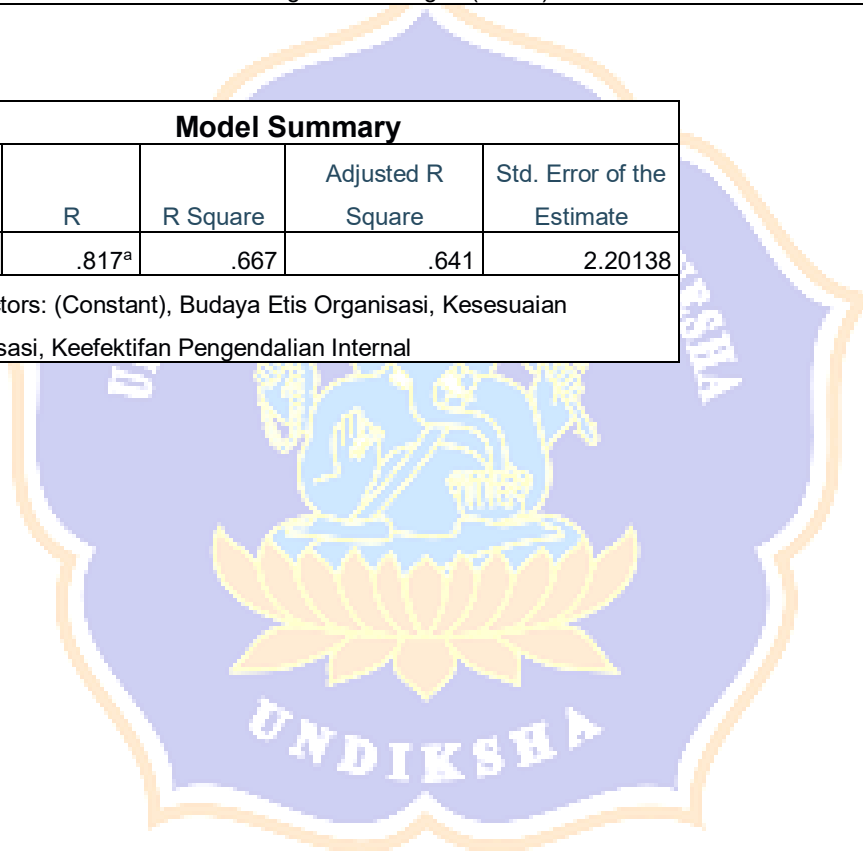 Model Summary
R R Square Adjusted R Square Std. Error of the Estimate
.817a .667 .641 2.20138
tors: (Constant), Budaya Etis Organisasi, Kesesuaian
sasi, Keefektifan Pengendalian Internal
UNDIKSHA